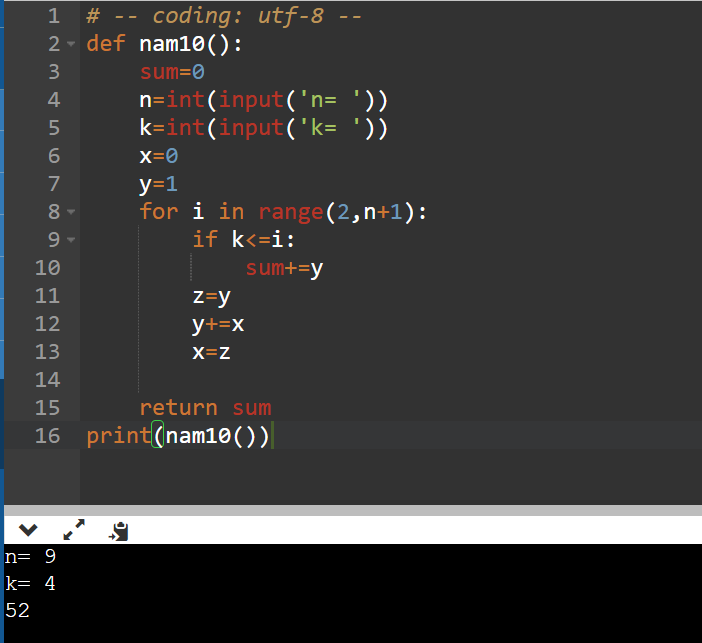 1 # -- coding: utf-8 --
2 def nam10():
3     sum=0
4     n=int(input('n= '))
5     k=int(input('k= '))
6     x=0
7     y=1
8     for i in range(2,n+1):
9         if k<=i:
10             sum+=y
11         z=y
12         y+=x
13         x=z
14
15     return sum
16 print(nam10())
n= 9
k= 4
52